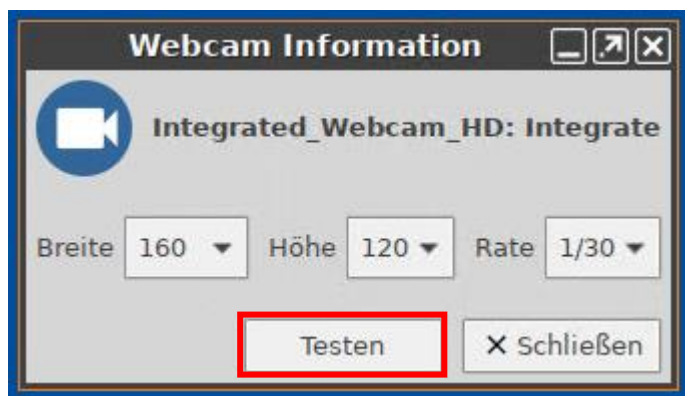 Webcam Information
Integrated_Webcam_HD: Integrate
Breite 160 Höhe 120 Rate 1/30
Testen Schließen